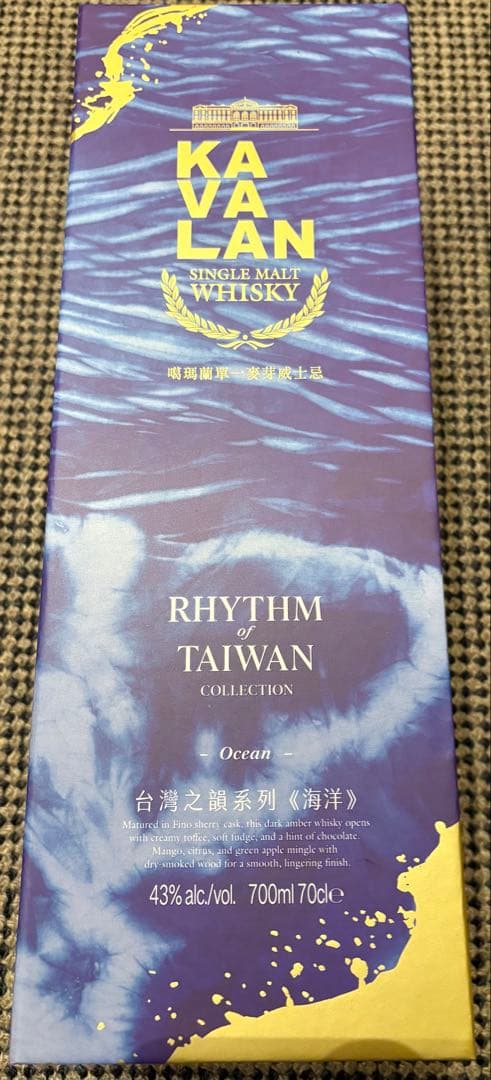 KA
VA
LAN
SINGLE MALT
WHISKY
噶瑪蘭單一麥芽威士忌
RHYTHM
of
TAIWAN
COLLECTION
- Ocean -
台灣之韻系列《海洋》
Matured in Fino sherry cask, this dark amber whisky opens
with creamy toffee, soft fudge, and a hint of chocolate.
Mango, citrus, and green apple mingle with
dry-smoked wood for a smooth, lingering finish.
43% alc./vol. 700ml 70cl℮